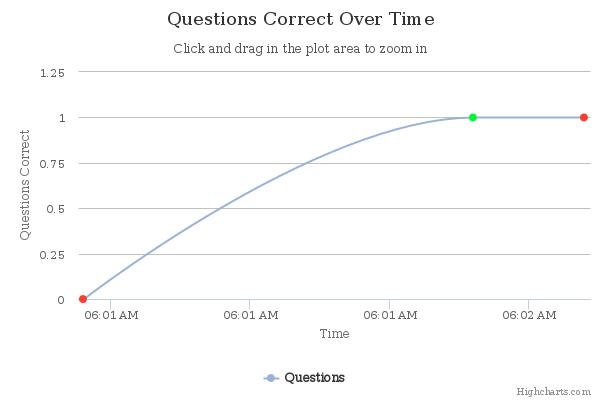 Questions Correct Over Time
Click and drag in the plot area to zoom in
Questions Correct
1.25
1
0.75
0.5
0.25
0
06:01 AM 06:01 AM 06:01 AM 06:02 AM
Time
Questions
Highcharts.com